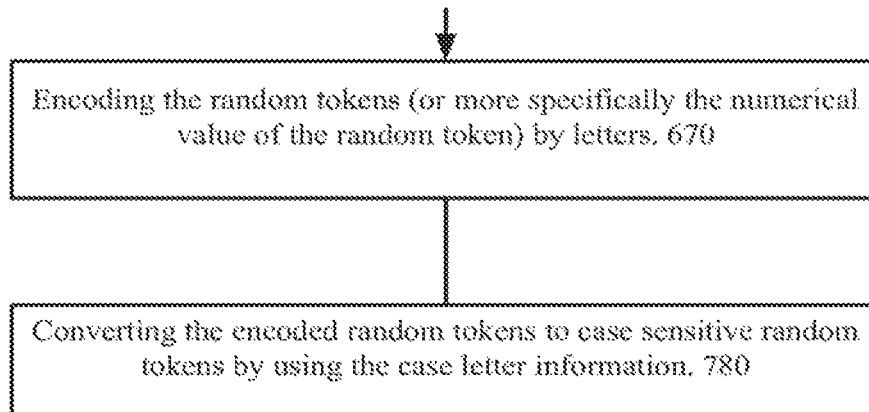 Encoding the random tokens (or more specifically the numerical
value of the random token) by letters. 670
Converting the encoded random tokens to case sensitive random
tokens by using the case letter information. 780